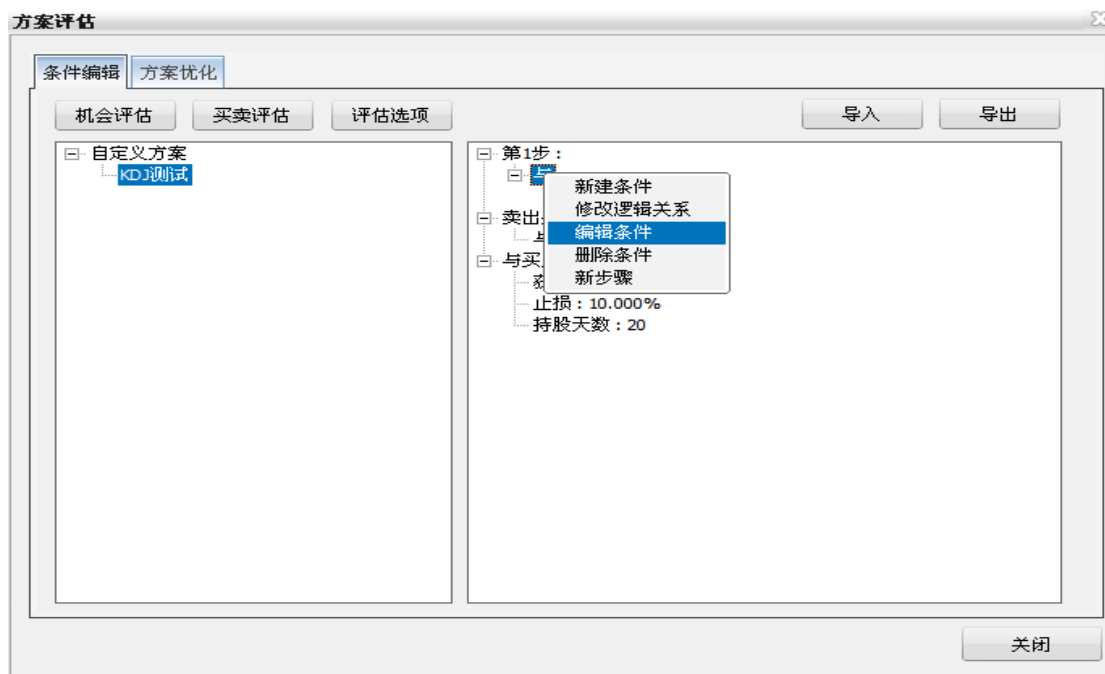 方案评估
条件编辑 方案优化
机会评估 买卖评估 评估选项 导入 导出
自定义方案
KDJ测试
第1步：
与
新建条件
修改逻辑关系
卖出
编辑条件
与买
删除条件
新步骤
止损：10.000%
持股天数：20
关闭